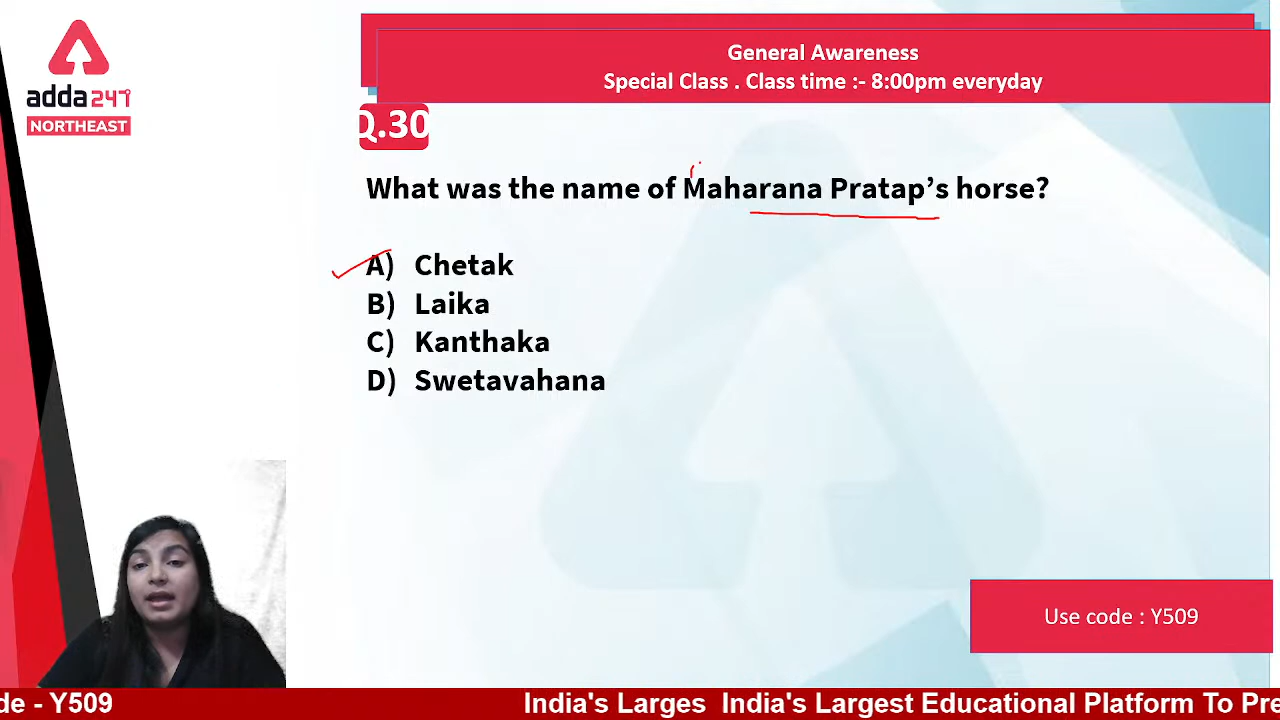 General Awareness
Special Class . Class time :- 8:00pm everyday
adda247
NORTHEAST
Q.30
What was the name of Maharana Pratap’s horse?
A) Chetak
B) Laika
C) Kanthaka
D) Swetavahana
Use code : Y509
de - Y509 India's Larges India's Largest Educational Platform To Pre